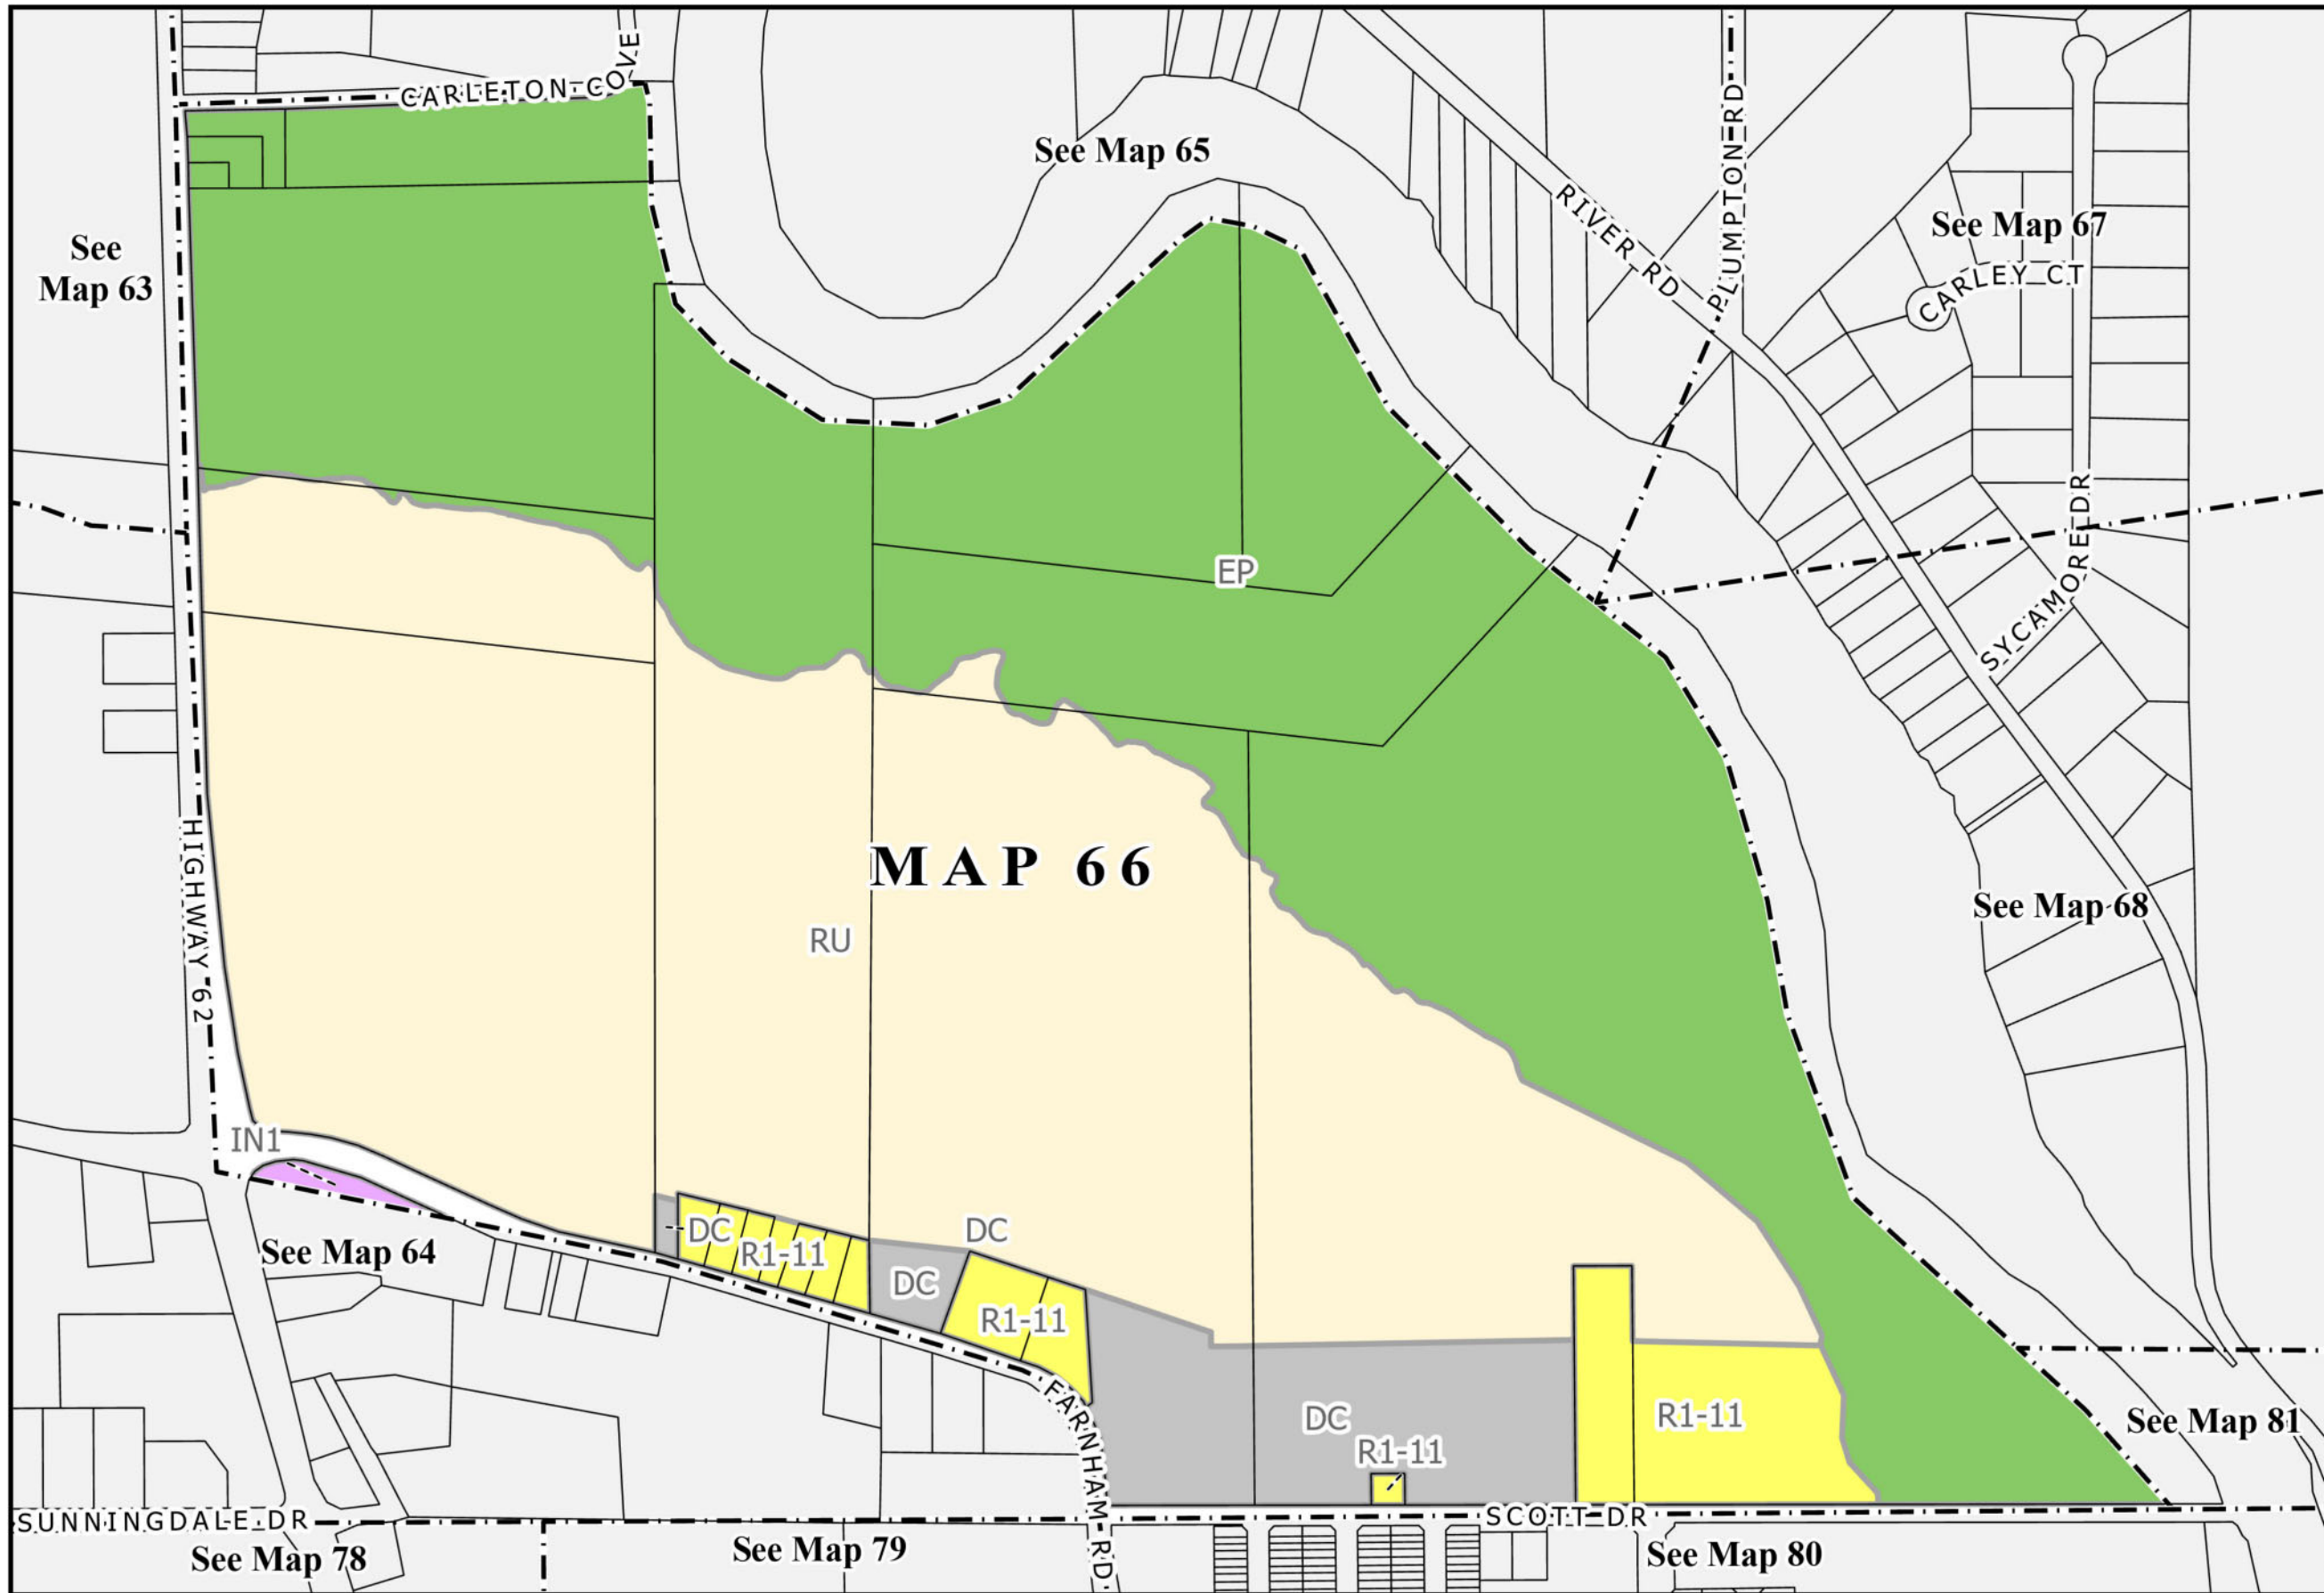 CARLETON COVE
See Map 65
RIVER RD
PLUMPTON RD
See Map 67
CARLEY CT
See
Map 63
EP
SYCAMORE DR
MAP 66
HIGHWAY 62
RU
See Map 68
IN1
DC
R1-11
DC
DC
See Map 64
R1-11
FARNHAM RD
DC
R1-11
R1-11
See Map 81
SUNNINGDALE DR
SCOTT DR
See Map 78
See Map 79
See Map 80